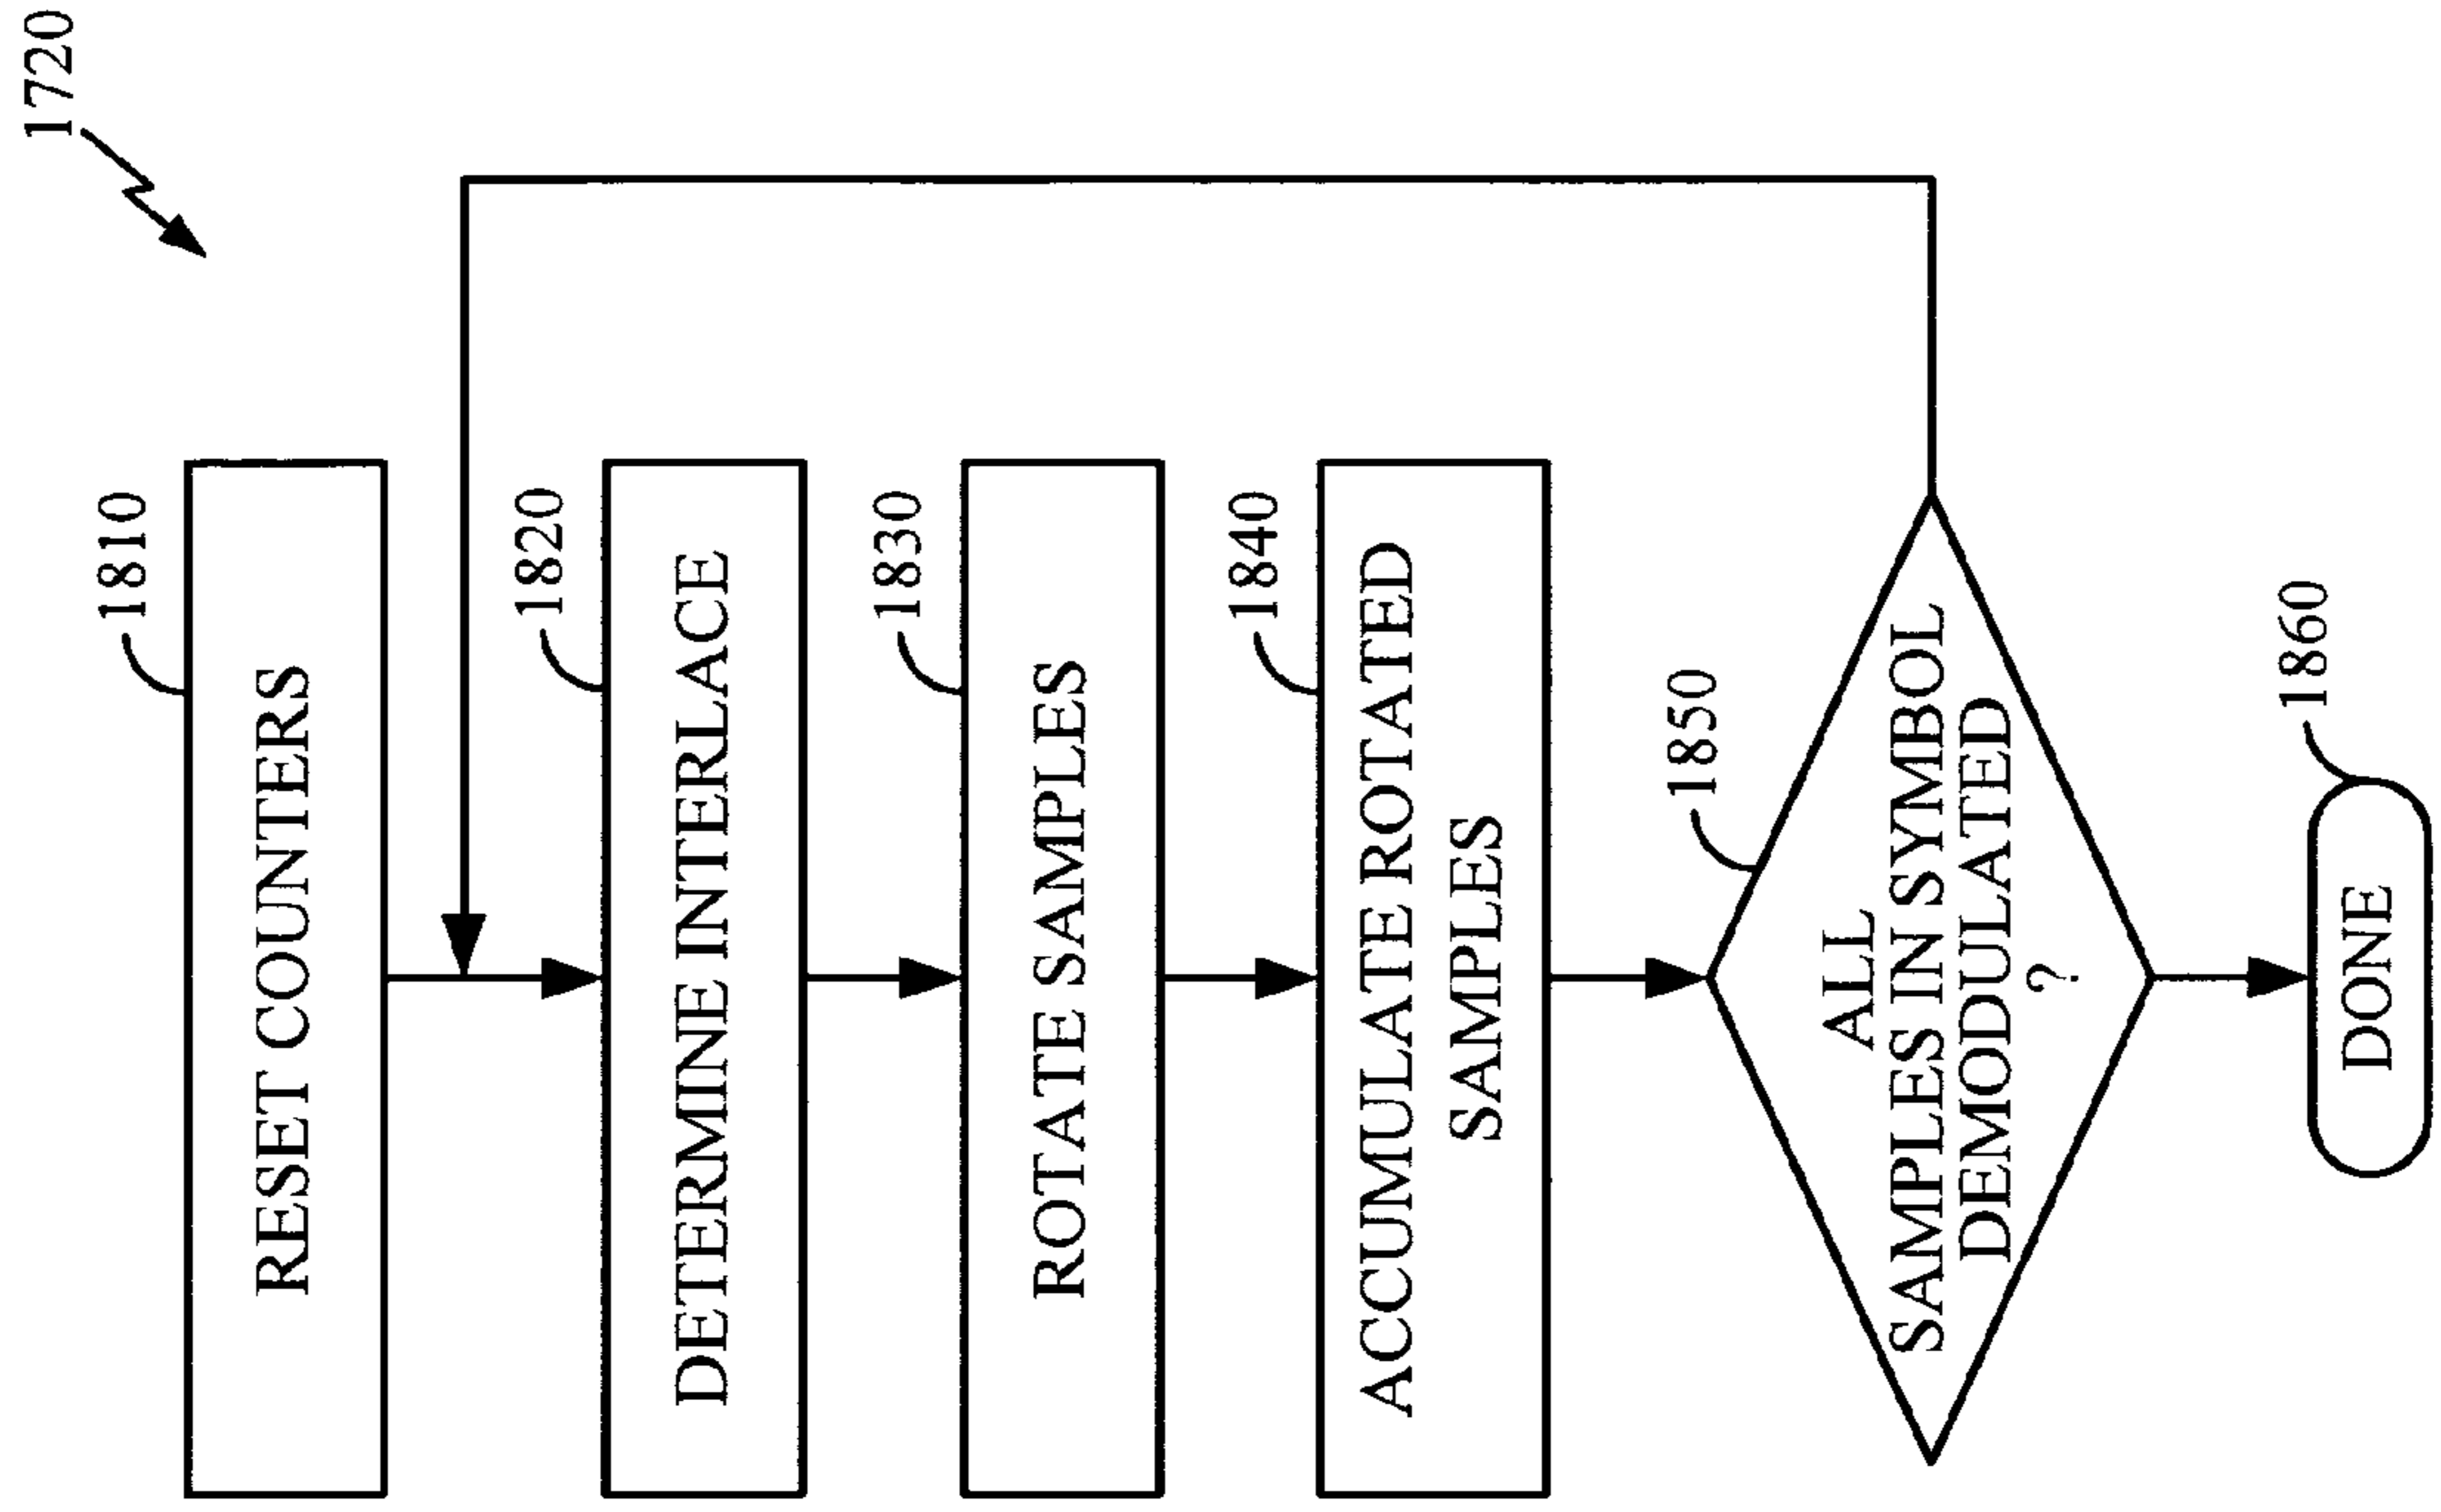 1720
1810
RESET COUNTERS
1820
DETERMINE INTERLACE
1830
ROTATE SAMPLES
1840
ACCUMULATE ROTATED
SAMPLES
1850
ALL
SAMPLES IN SYMBOL
DEMODULATED
?
1860
DONE